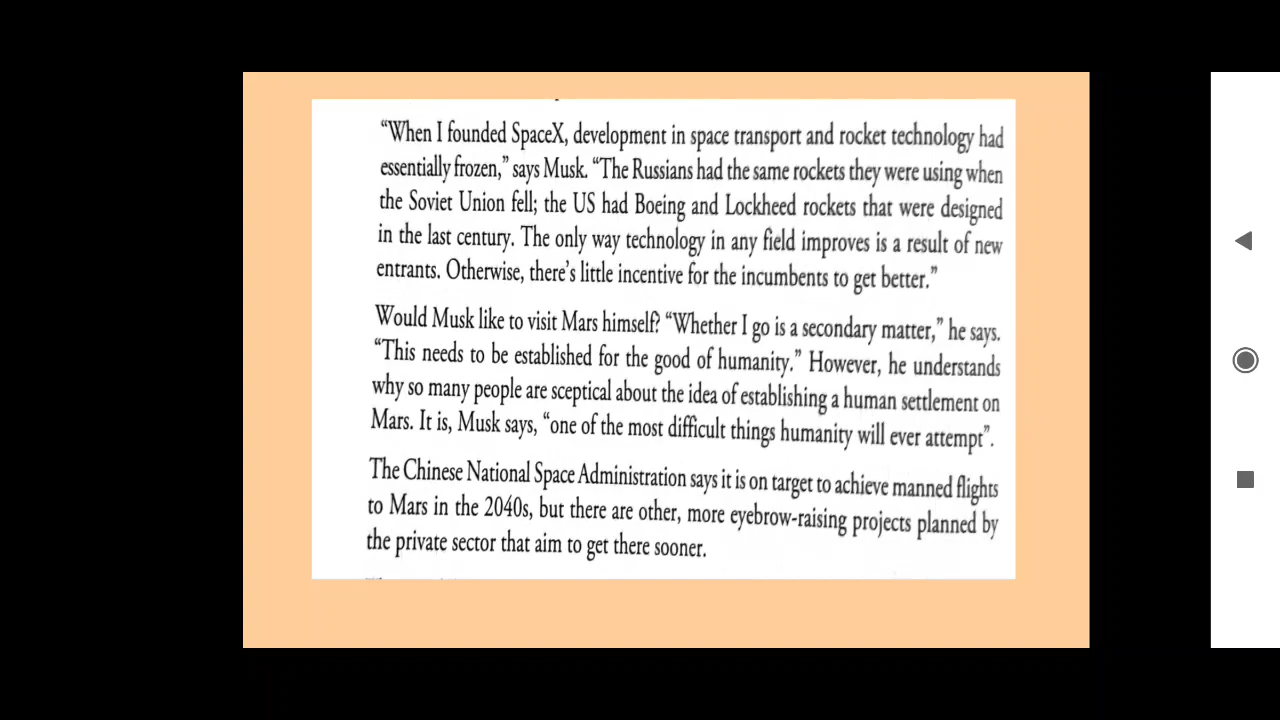 “When I founded SpaceX, development in space transport and rocket technology had
essentially frozen,” says Musk. “The Russians had the same rockets they were using when
the Soviet Union fell; the US had Boeing and Lockheed rockets that were designed
in the last century. The only way technology in any field improves is a result of new
entrants. Otherwise, there’s little incentive for the incumbents to get better.”
Would Musk like to visit Mars himself? “Whether I go is a secondary matter,” he says.
“This needs to be established for the good of humanity.” However, he understands
why so many people are sceptical about the idea of establishing a human settlement on
Mars. It is, Musk says, “one of the most difficult things humanity will ever attempt”.
The Chinese National Space Administration says it is on target to achieve manned flights
to Mars in the 2040s, but there are other, more eyebrow-raising projects planned by
the private sector that aim to get there sooner.